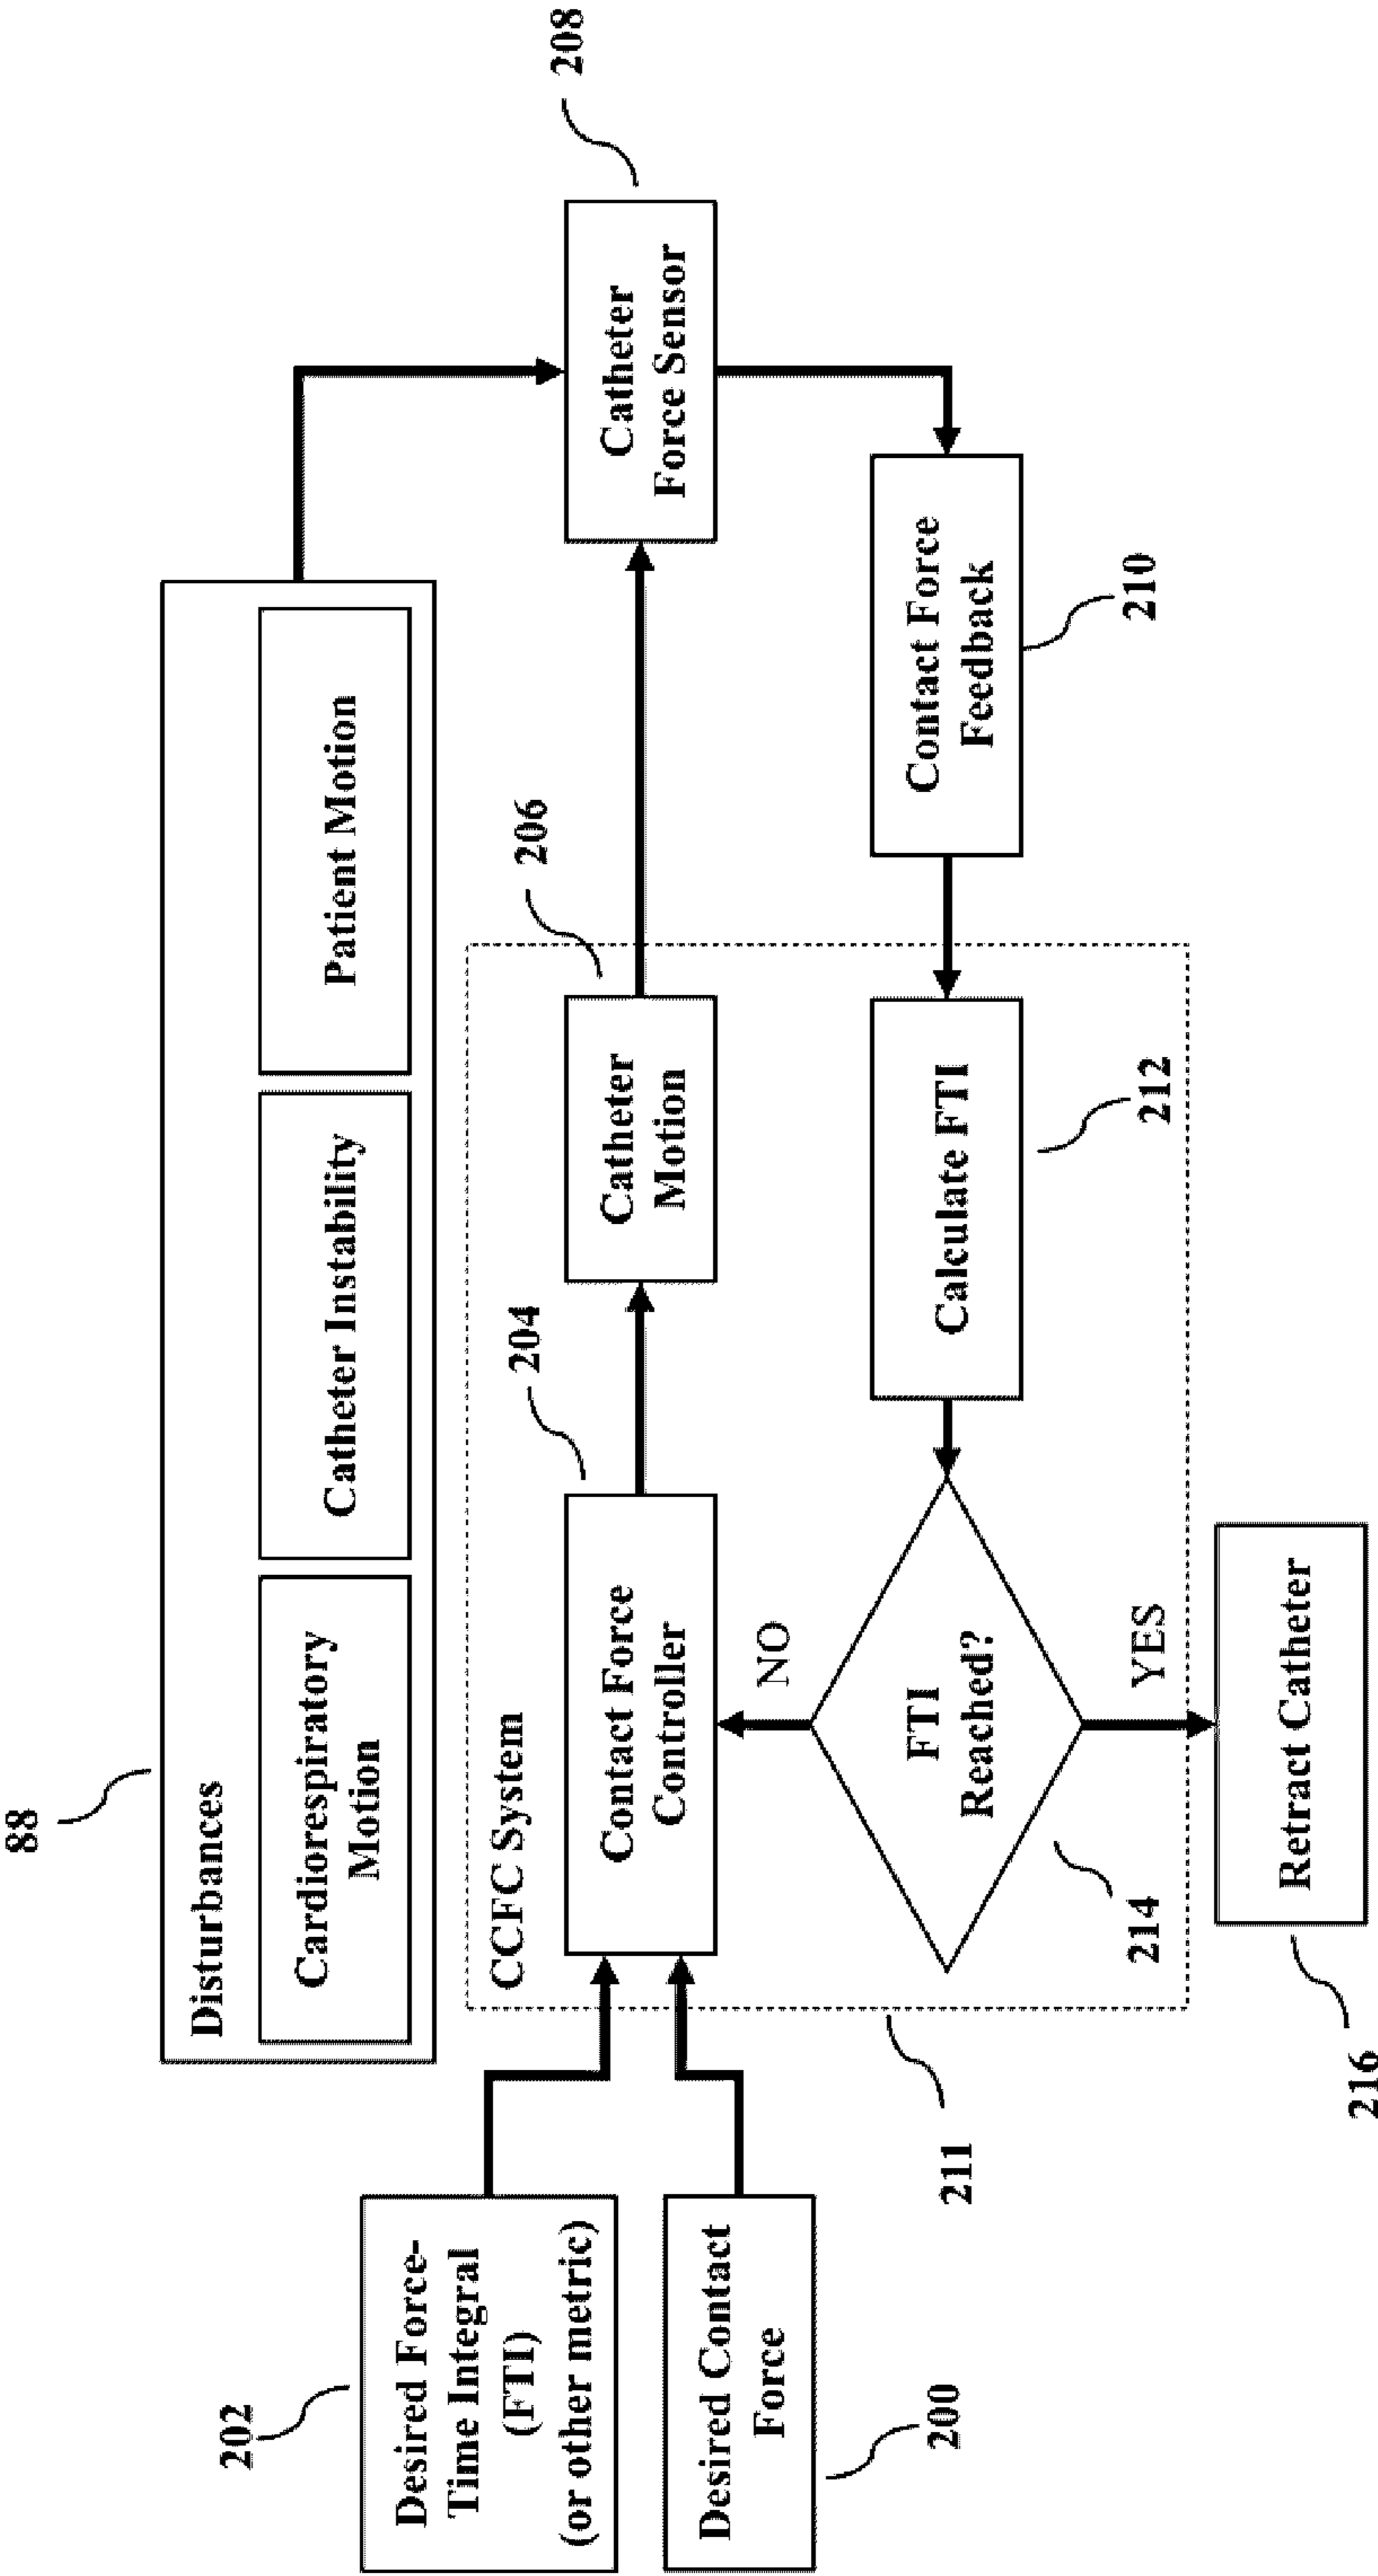 88
Disturbances
Cardiorespiratory
Motion
Catheter Instability
Patient Motion
202
Desired Force-
Time Integral
(FTI)
(or other metric)
Desired Contact
Force
200
CCFC System
204
Contact Force
Controller
206
Catheter
Motion
208
Catheter
Force Sensor
NO
FTI
Reached?
YES
214
Calculate FTI
212
Contact Force
Feedback
210
211
216
Retract Catheter